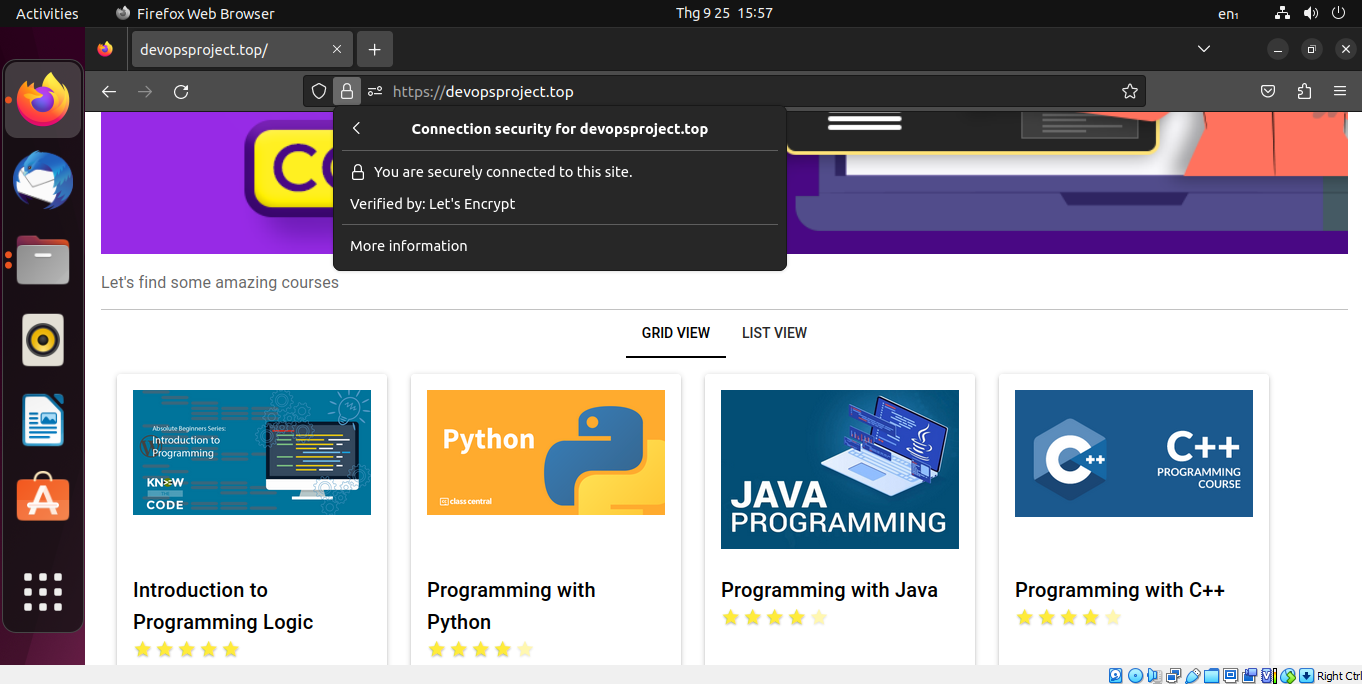 Activities
Firefox Web Browser
Thg 9 25 15:57
en₁
devopsproject.top/
https://devopsproject.top
Connection security for devopsproject.top
You are securely connected to this site.
Verified by: Let's Encrypt
More information
CO
Let's find some amazing courses
GRID VIEW
LIST VIEW
Absolute Beginners Series:
Introduction to
Programming
KNOW
THE
CODE
Python
class central
JAVA
PROGRAMMING
C++
C++
PROGRAMMING
COURSE
Introduction to
Programming Logic
Programming with
Python
Programming with Java
Programming with C++
Right Ctrl